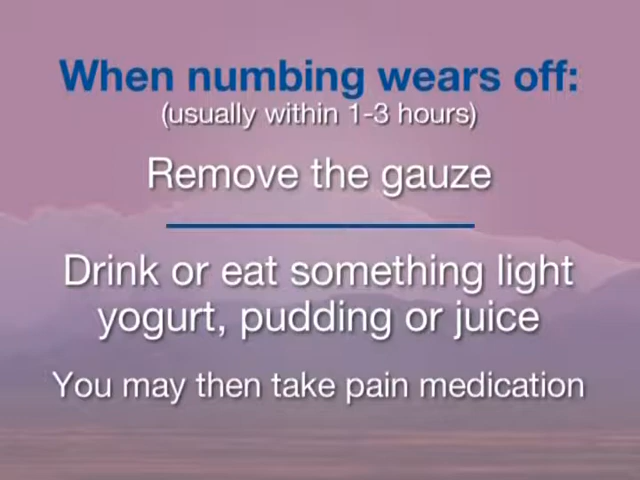 When numbing wears off:
(usually within 1-3 hours)
Remove the gauze
Drink or eat something light
yogurt, pudding or juice
You may then take pain medication